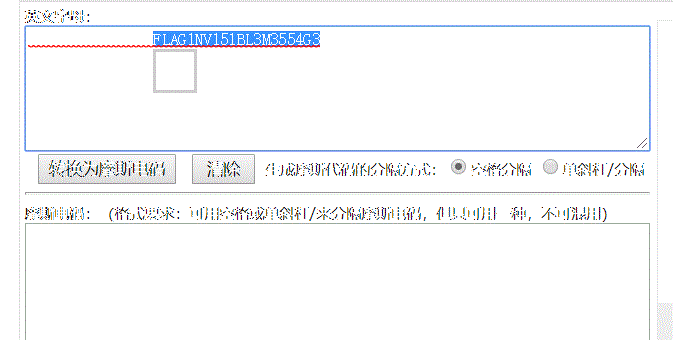 英文字母:
FLAG1NV151BL3M3554G3
转换为摩斯电码 清除 生成摩斯代码的分隔方式: 空格分隔 单斜杠/分隔
摩斯电码: (格式要求: 可用空格或单斜杠/来分隔摩斯电码, 但只可用一种, 不可混用)